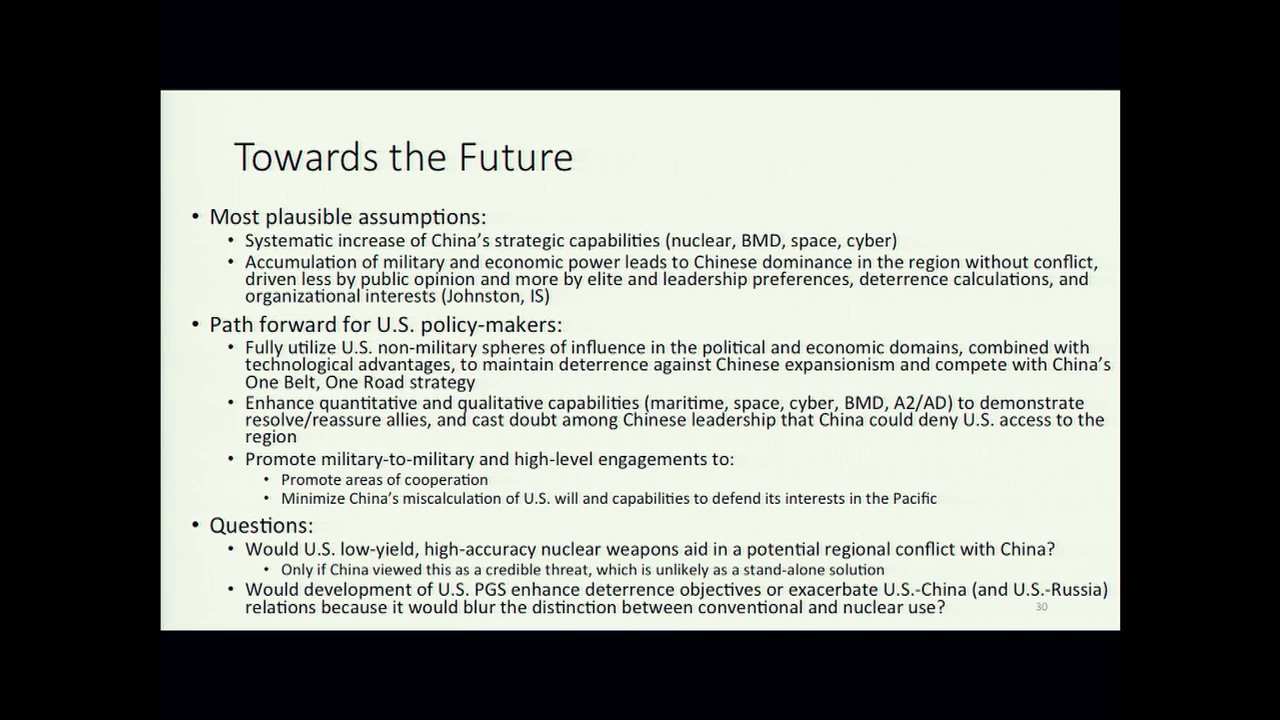 Towards the Future
• Most plausible assumptions:
• Systematic increase of China's strategic capabilities (nuclear, BMD, space, cyber)
• Accumulation of military and economic power leads to Chinese dominance in the region without conflict,
driven less by public opinion and more by elite and leadership preferences, deterrence calculations, and
organizational interests (Johnston, IS)
• Path forward for U.S. policy-makers:
• Fully utilize U.S. non-military spheres of influence in the political and economic domains, combined with
technological advantages, to maintain deterrence against Chinese expansionism and compete with China's
One Belt, One Road strategy
• Enhance quantitative and qualitative capabilities (maritime, space, cyber, BMD, A2/AD) to demonstrate
resolve/reassure allies, and cast doubt among Chinese leadership that China could deny U.S. access to the
region
• Promote military-to-military and high-level engagements to:
• Promote areas of cooperation
• Minimize China's miscalculation of U.S. will and capabilities to defend its interests in the Pacific
• Questions:
• Would U.S. low-yield, high-accuracy nuclear weapons aid in a potential regional conflict with China?
• Only if China viewed this as a credible threat, which is unlikely as a stand-alone solution
• Would development of U.S. PGS enhance deterrence objectives or exacerbate U.S.-China (and U.S.-Russia)
relations because it would blur the distinction between conventional and nuclear use?
30